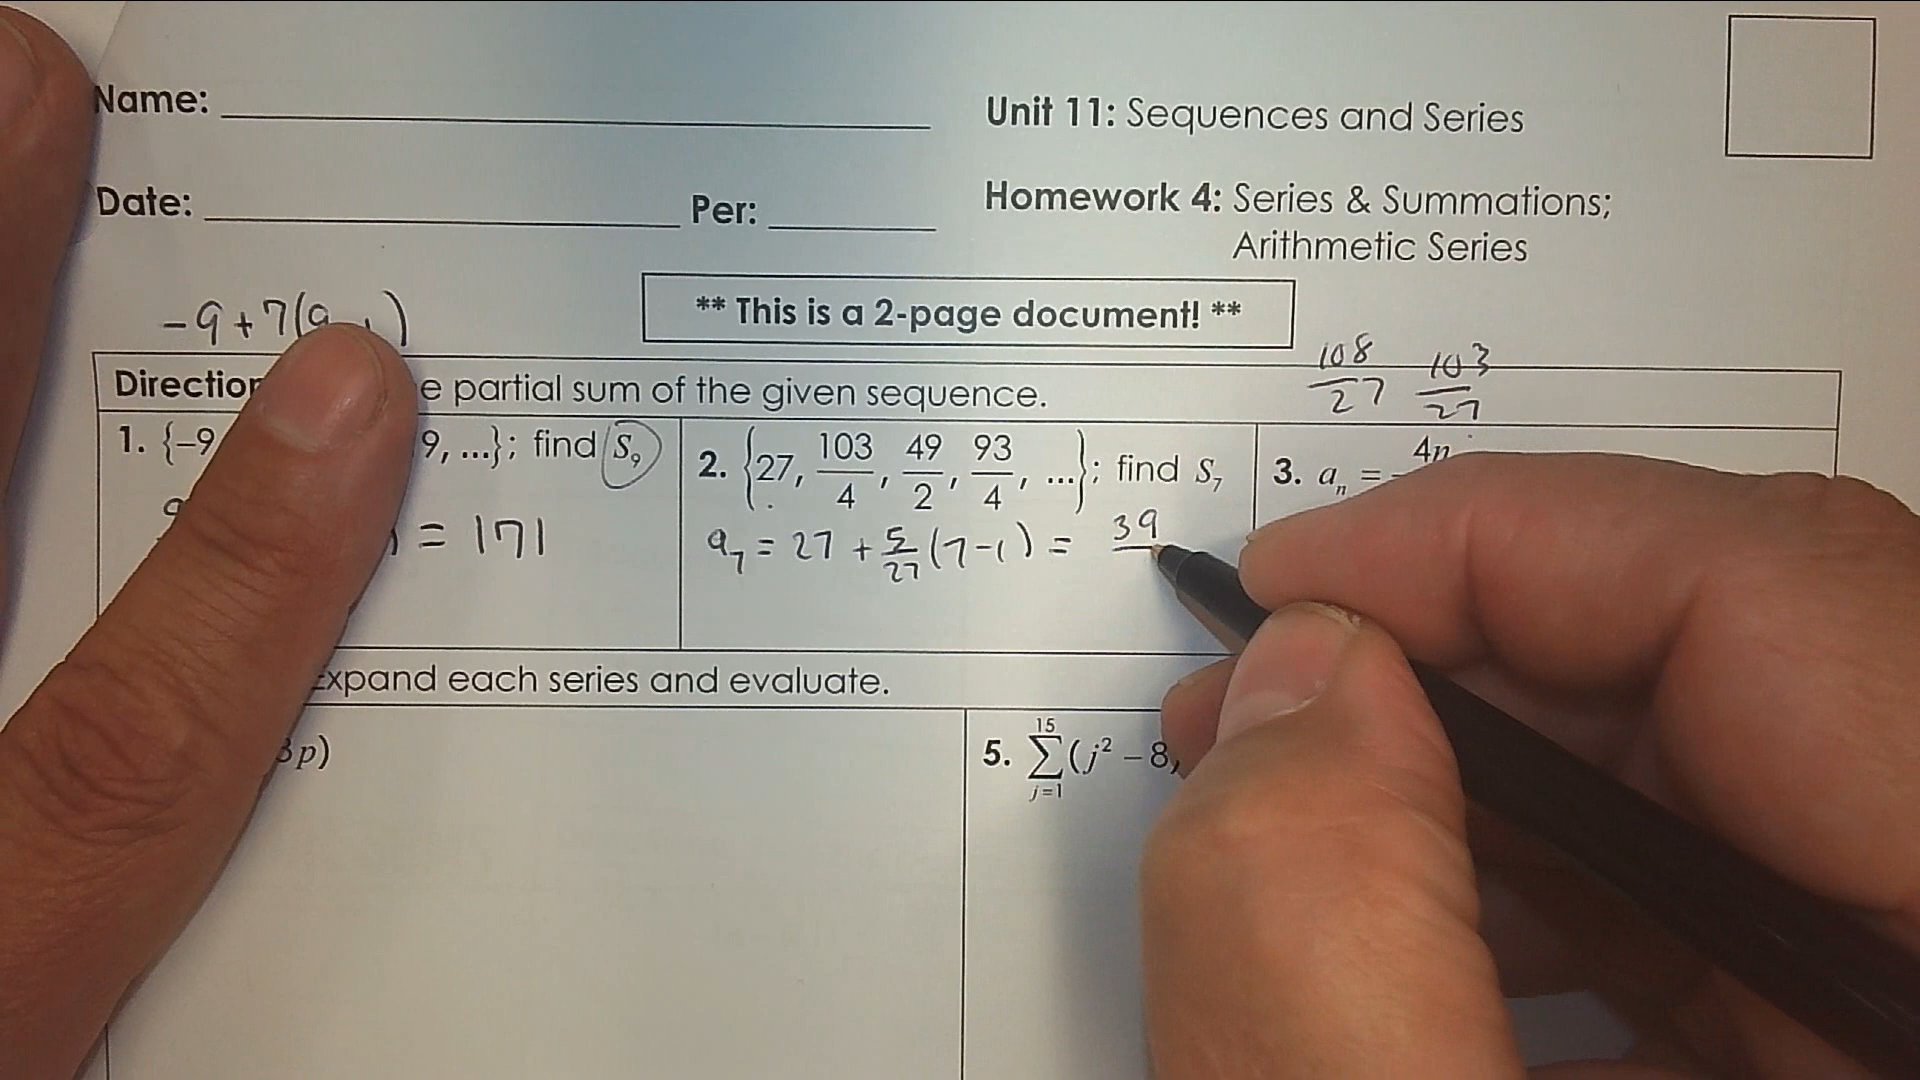 Name:
Unit 11: Sequences and Series
Date: Per:
Homework 4: Series & Summations;
Arithmetic Series
-9+7(9
** This is a 2-page document! **
108/27 103/27
e partial sum of the given sequence.
1. {-9 9, ...}; find S₉
= 171
2. {27, 103/4, 49/2, 93/4, ...}; find S₇
a₇ = 27 + 5/27 (7-1) = 39
3. aₙ = 4n
expand each series and evaluate.
3p)
5. 15 ∑ j=1 (j² - 8